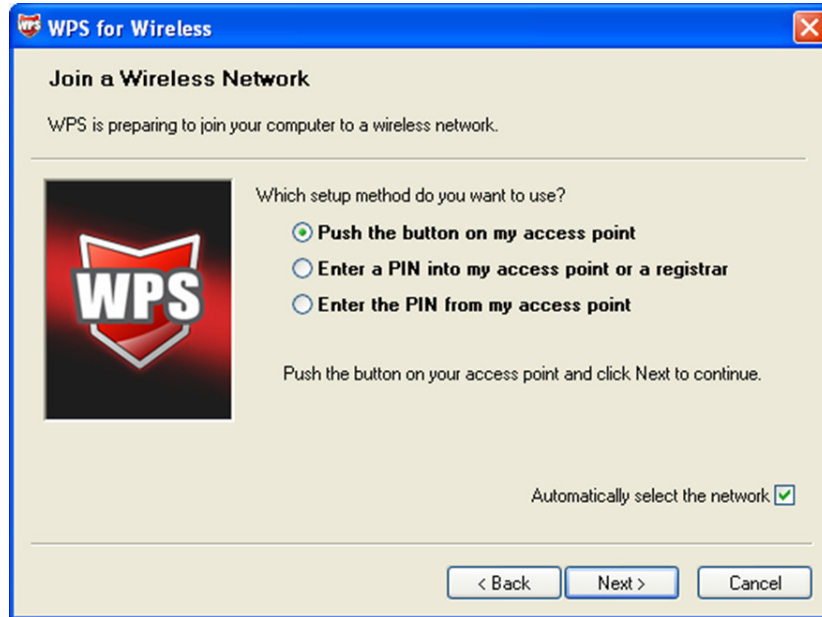 WPS for Wireless
Join a Wireless Network
WPS is preparing to join your computer to a wireless network.
WPS
Which setup method do you want to use?
Push the button on my access point
Enter a PIN into my access point or a registrar
Enter the PIN from my access point
Push the button on your access point and click Next to continue.
Automatically select the network
< Back
Next >
Cancel